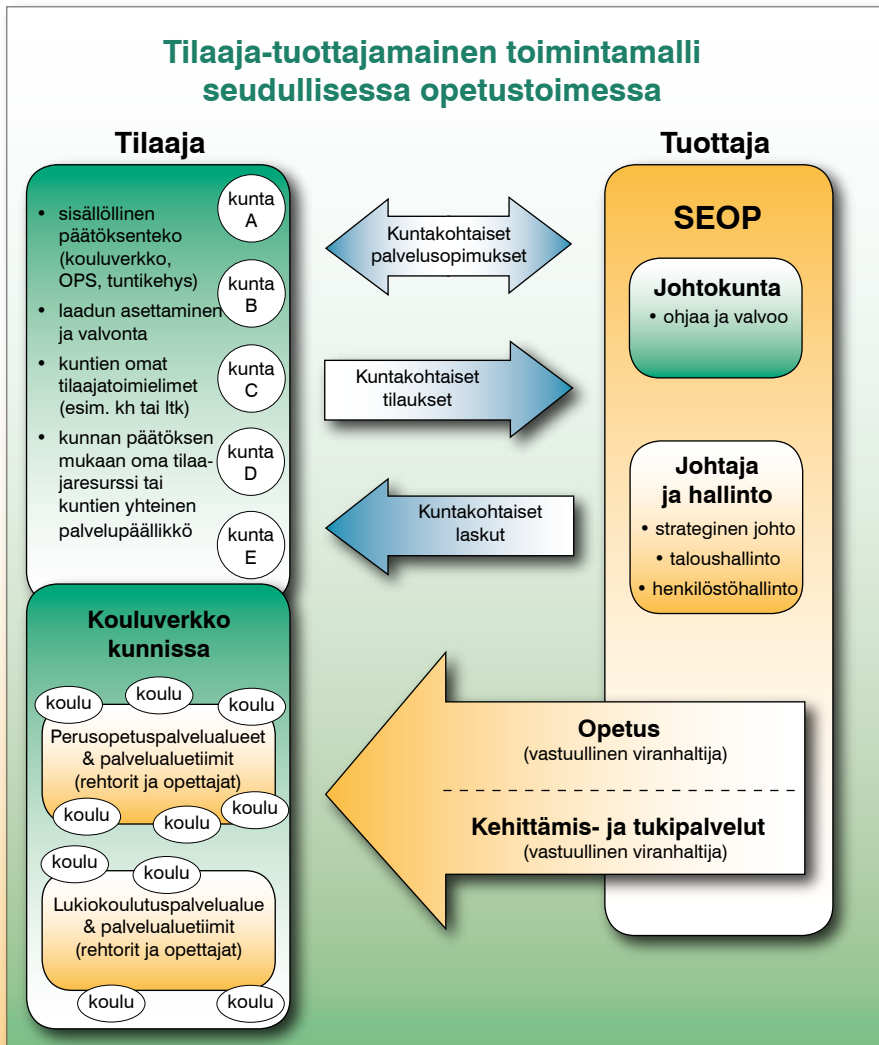 Tilaaja-tuottajamainen toimintamalli
seudullisessa opetustoimessa
Tilaaja
• sisällöllinen
päätöksenteko
(kouluverkko,
OPS, tuntikehys)
• laadun asettaminen
ja valvonta
• kuntien omat
tilaajatoimielimet
(esim. kh tai ltk)
• kunnan päätöksen
mukaan oma tilaa-
jaresurssi tai
kuntien yhteinen
palvelupäällikkö
kunta
A
kunta
B
kunta
C
kunta
D
kunta
E
Kuntakohtaiset
palvelusopimukset
Kuntakohtaiset
tilaukset
Kuntakohtaiset
laskut
Tuottaja
SEOP
Johtokunta
• ohjaa ja valvoo
Johtaja
ja hallinto
• strateginen johto
• taloushallinto
• henkilöstöhallinto
Opetus
(vastuullinen viranhaltija)
Kehittämis- ja tukipalvelut
(vastuullinen viranhaltija)
Kouluverkko
kunnissa
koulu
koulu
koulu
Perusopetuspalvelualueet
& palvelualuetiimit
(rehtorit ja opettajat)
koulu
koulu
koulu
koulu
koulu
Lukiokoulutuspalvelualue
& palvelualuetiimit
(rehtorit ja opettajat)
koulu
koulu